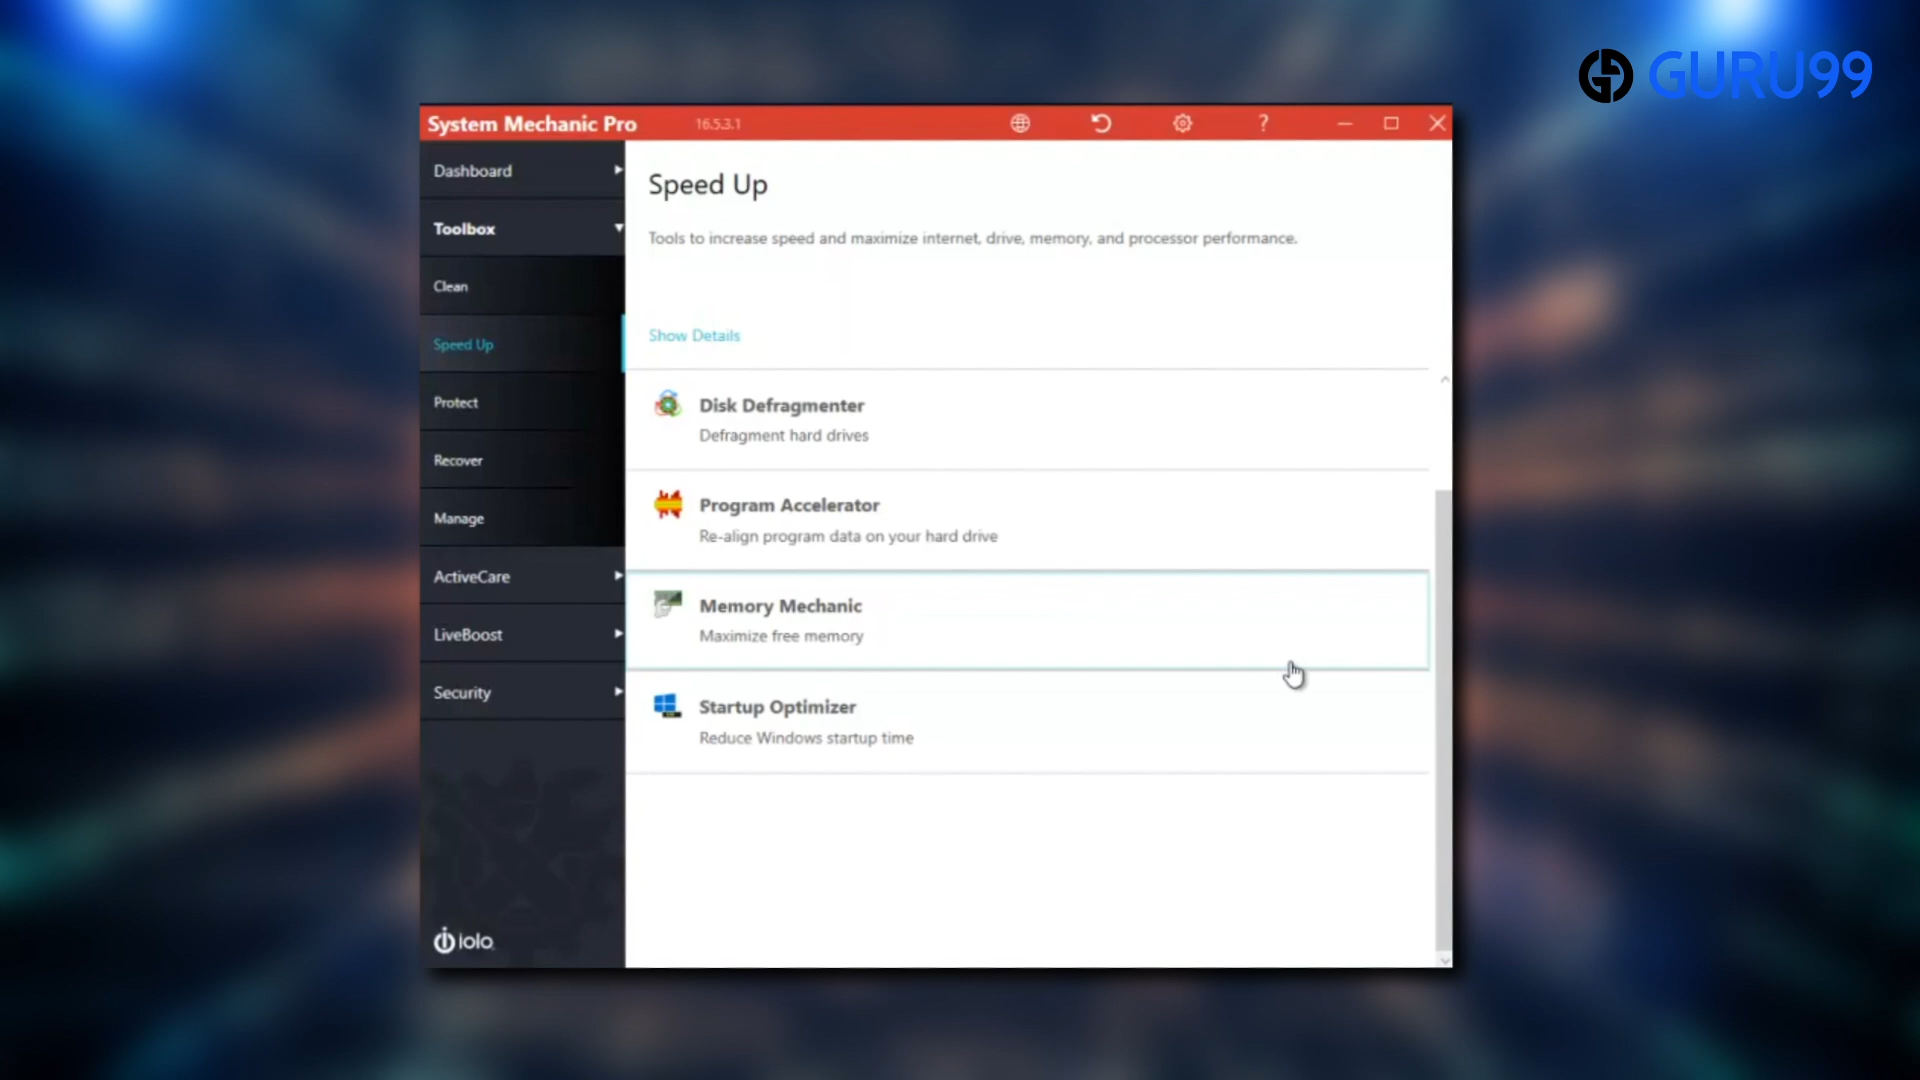 GURU99
System Mechanic Pro 16.5.3.1 ?
Dashboard
Toolbox
Clean
Speed Up
Protect
Recover
Manage
ActiveCare
LiveBoost
Security
iolo
Speed Up
Tools to increase speed and maximize internet, drive, memory, and processor performance.
Show Details
Disk Defragmenter
Defragment hard drives
Program Accelerator
Re-align program data on your hard drive
Memory Mechanic
Maximize free memory
Startup Optimizer
Reduce Windows startup time